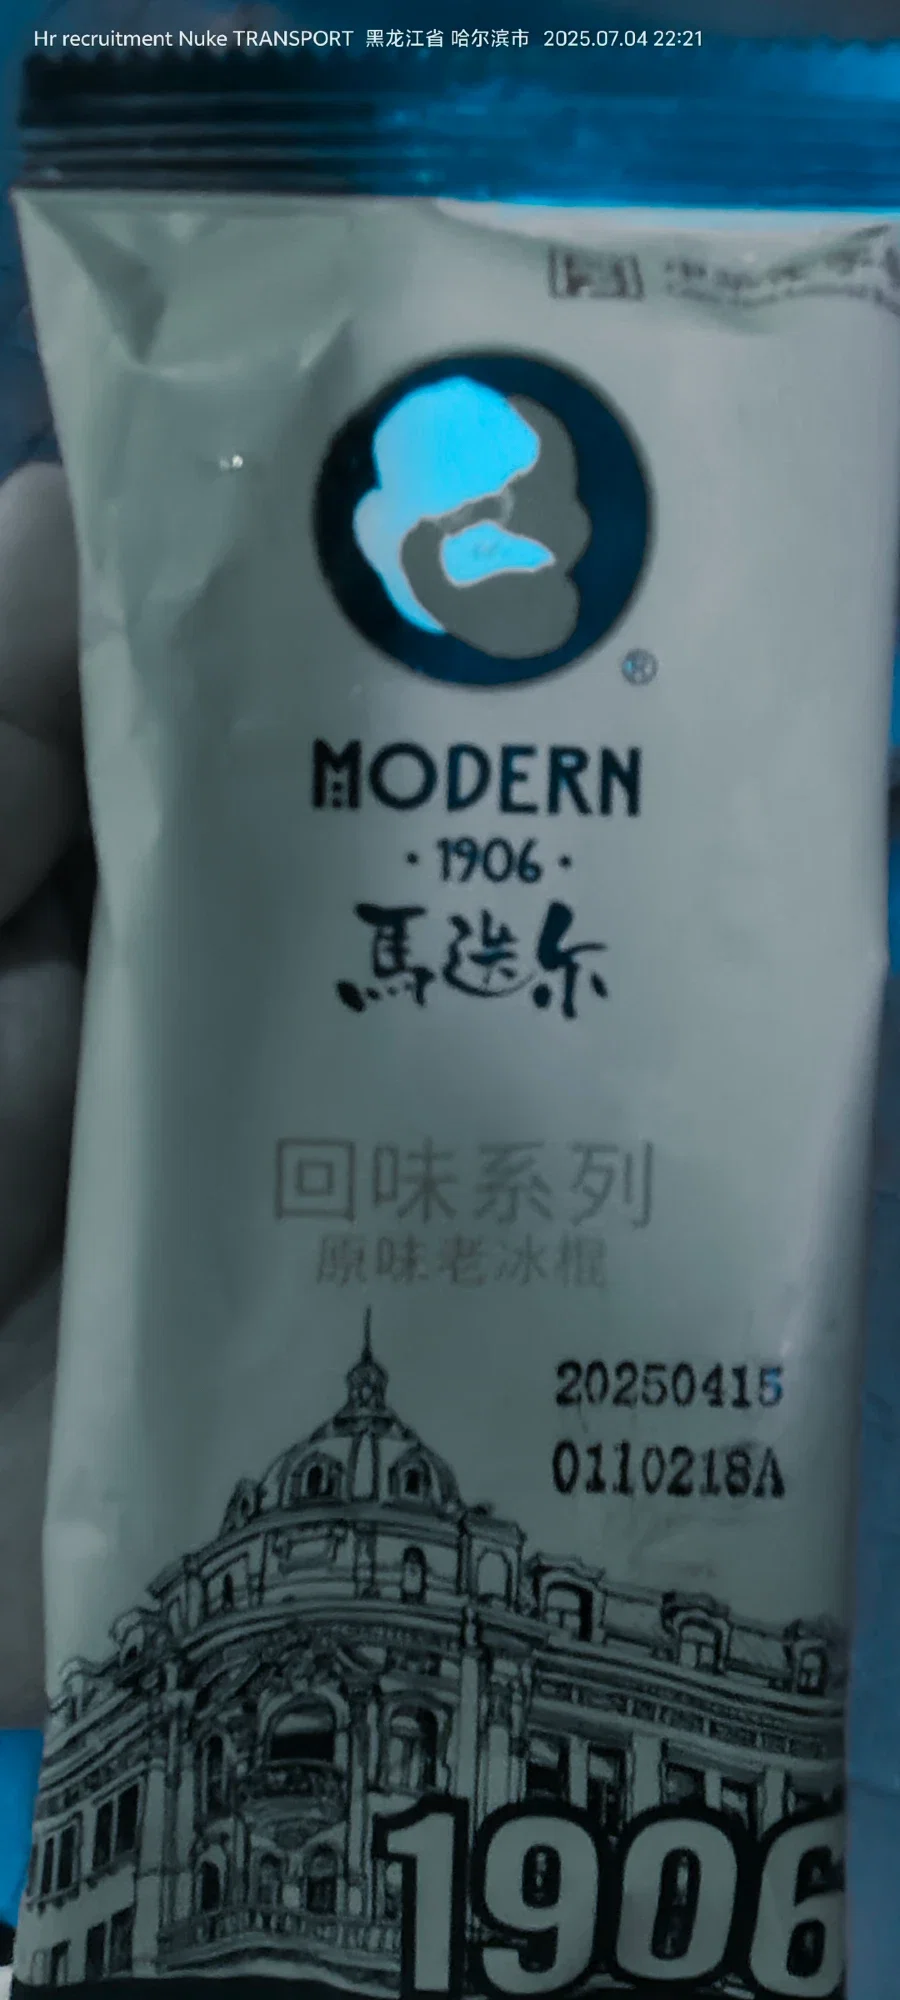 Hr recruitment Nuke TRANSPORT 黑龙江省 哈尔滨市 2025.07.04 22:21
®
MODERN
·1906·
馬迭尔
回味系列
原味老冰棍
20250415
0110218A
1906